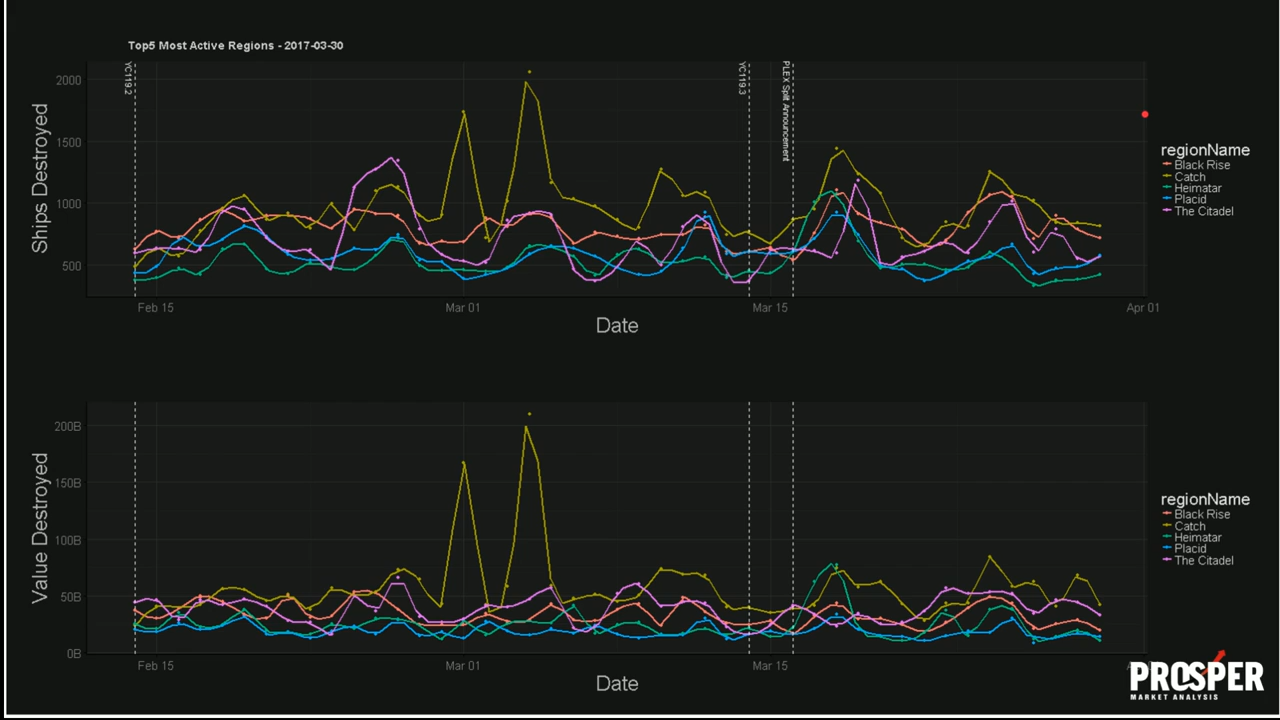 Top5 Most Active Regions - 2017-03-30
YC119.2
YC119.3
PLEX Split Announcement
Ships Destroyed
2000
1500
1000
500
Feb 15
Mar 01
Mar 15
Apr 01
Date
regionName
Black Rise
Catch
Heimatar
Placid
The Citadel
Value Destroyed
200B
150B
100B
50B
0B
Feb 15
Mar 01
Mar 15
Date
regionName
Black Rise
Catch
Heimatar
Placid
The Citadel
PROSPER
MARKET ANALYSIS